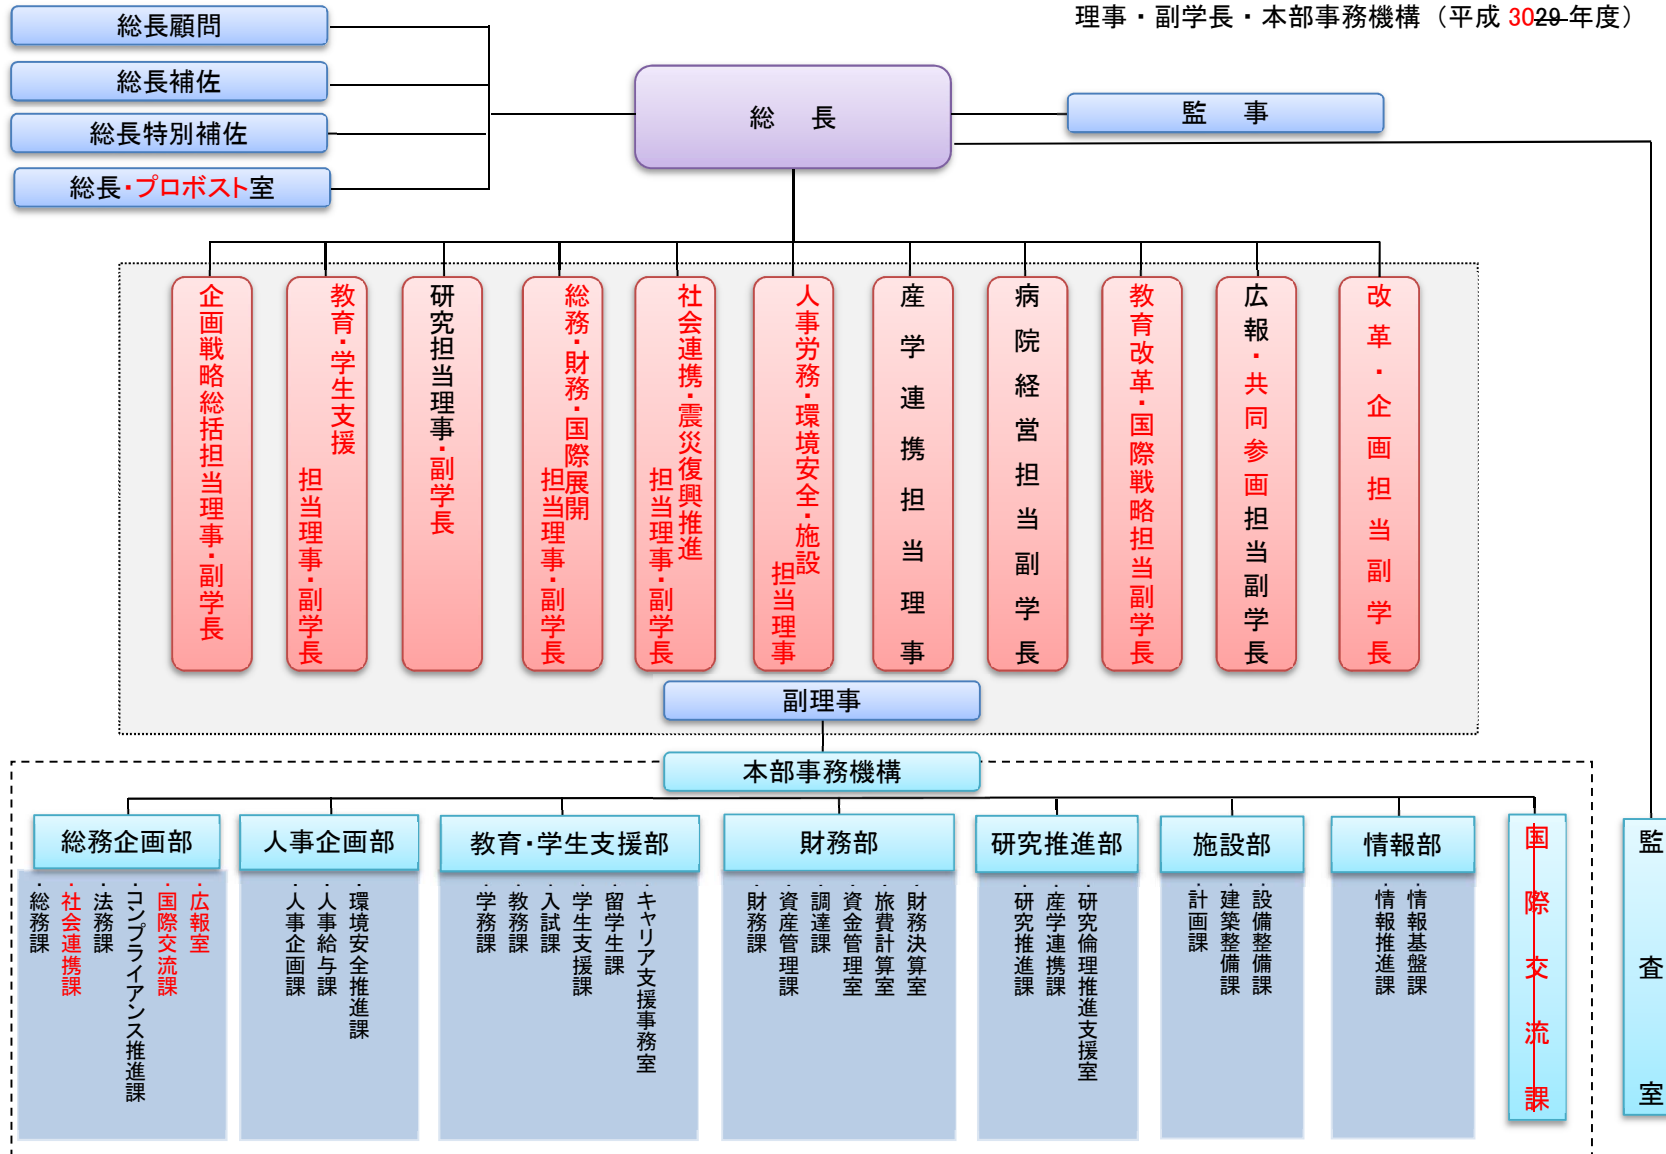 理事・副学長・本部事務機構（平成 3029 年度）
総長顧問
総長補佐
総長特別補佐
総長・プロボスト室
総　長
監　事
企画戦略総括担当理事・副学長
教育・学生支援
担当理事・副学長
研究担当理事・副学長
総務・財務・国際展開
担当理事・副学長
社会連携・震災復興推進
担当理事・副学長
人事労務・環境安全・施設
担当理事
産学連携担当理事
病院経営担当副学長
教育改革・国際戦略担当副学長
広報・共同参画担当副学長
改革・企画担当副学長
副理事
本部事務機構
総務企画部
・総務課
・社会連携課
・法務課
・コンプライアンス推進課
・国際交流課
・広報室
人事企画部
・人事企画課
・人事給与課
・環境安全推進課
教育・学生支援部
・学務課
・教務課
・入試課
・学生支援課
・留学生課
・キャリア支援事務室
財務部
・財務課
・資産管理課
・調達課
・資金管理室
・旅費計算室
・財務決算室
研究推進部
・研究推進課
・産学連携課
・研究倫理推進支援室
施設部
・計画課
・建築整備課
・設備整備課
情報部
・情報推進課
・情報基盤課
国際交流課
監査室